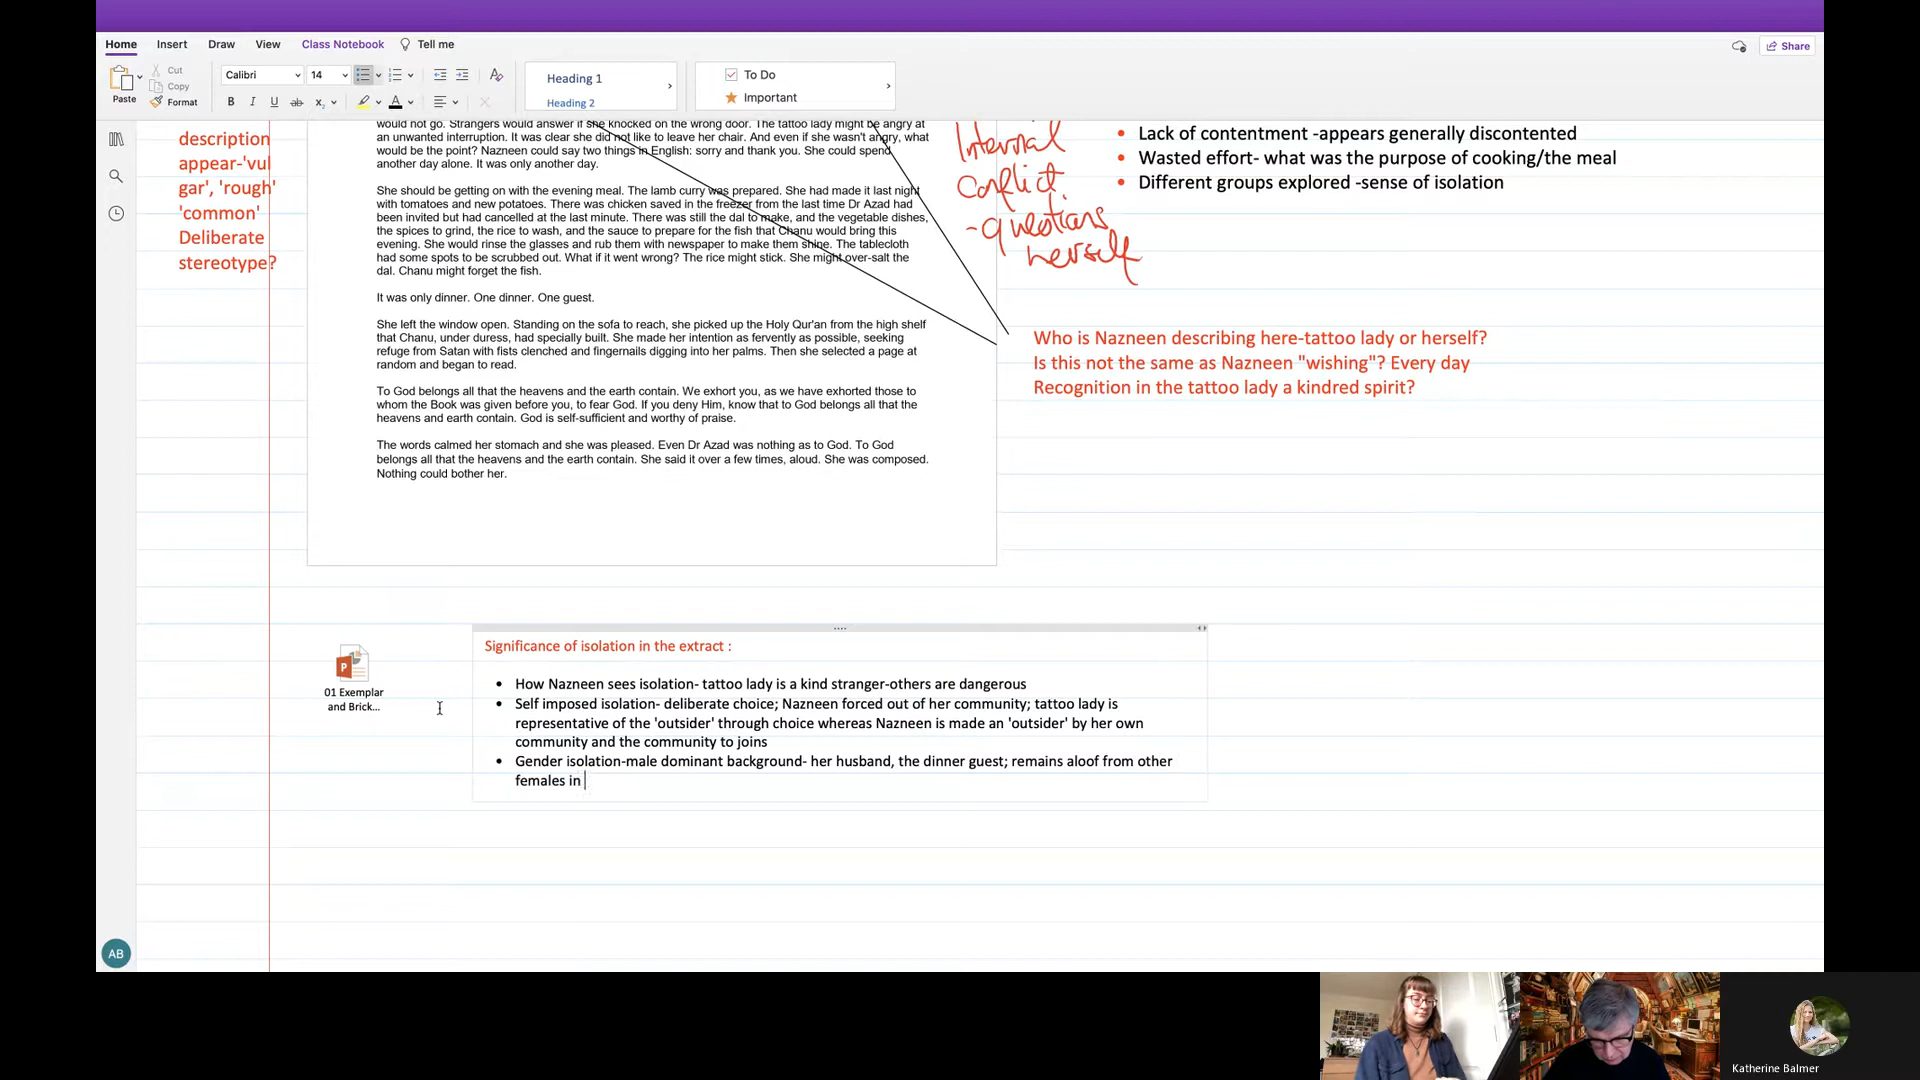 Home Insert Draw View Class Notebook Tell me
Share
Paste
Cut
Copy
Format
Calibri 14
Heading 1
Heading 2
To Do
Important
description
appear-'vul
gar', 'rough'
'common'
Deliberate
stereotype?
would not go. Strangers would answer if she knocked on the wrong door. The tattoo lady might be angry at
an unwanted interruption. It was clear she did not like to leave her chair. And even if she wasn't angry, what
would be the point? Nazneen could say two things in English: sorry and thank you. She could spend
another day alone. It was only another day.
She should be getting on with the evening meal. The lamb curry was prepared. She had made it last night
with tomatoes and new potatoes. There was chicken saved in the freezer from the last time Dr Azad had
been invited but had cancelled at the last minute. There was still the dal to make, and the vegetable dishes,
the spices to grind, the rice to wash, and the sauce to prepare for the fish that Chanu would bring this
evening. She would rinse the glasses and rub them with newspaper to make them shine. The tablecloth
had some spots to be scrubbed out. What if it went wrong? The rice might stick. She might over-salt the
dal. Chanu might forget the fish.
It was only dinner. One dinner. One guest.
She left the window open. Standing on the sofa to reach, she picked up the Holy Qur'an from the high shelf
that Chanu, under duress, had specially built. She made her intention as fervently as possible, seeking
refuge from Satan with fists clenched and fingernails digging into her palms. Then she selected a page at
random and began to read.
To God belongs all that the heavens and the earth contain. We exhort you, as we have exhorted those to
whom the Book was given before you, to fear God. If you deny Him, know that to God belongs all that the
heavens and earth contain. God is self-sufficient and worthy of praise.
The words calmed her stomach and she was pleased. Even Dr Azad was nothing as to God. To God
belongs all that the heavens and the earth contain. She said it over a few times, aloud. She was composed.
Nothing could bother her.
Internal
conflict
-questions
herself
Lack of contentment -appears generally discontented
Wasted effort- what was the purpose of cooking/the meal
Different groups explored -sense of isolation
Who is Nazneen describing here-tattoo lady or herself?
Is this not the same as Nazneen "wishing"? Every day
Recognition in the tattoo lady a kindred spirit?
01 Exemplar
and Brick...
Significance of isolation in the extract :
How Nazneen sees isolation- tattoo lady is a kind stranger-others are dangerous
Self imposed isolation- deliberate choice; Nazneen forced out of her community; tattoo lady is
representative of the 'outsider' through choice whereas Nazneen is made an 'outsider' by her own
community and the community to joins
Gender isolation-male dominant background- her husband, the dinner guest; remains aloof from other
females in
AB
Katherine Balmer